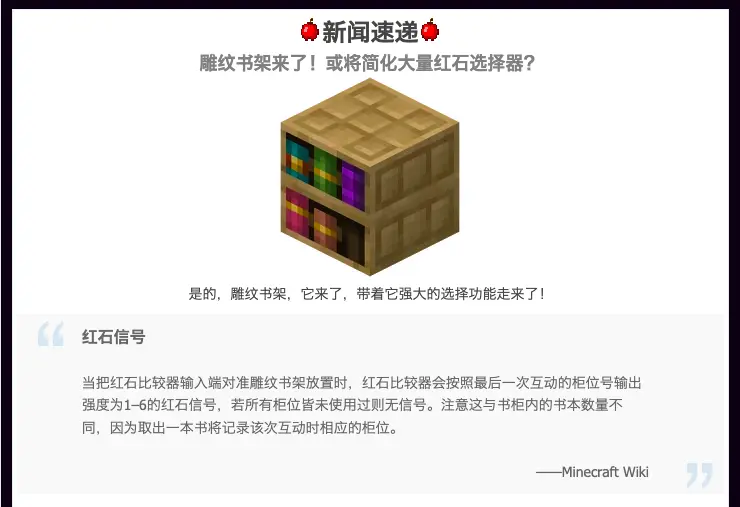 新闻速递
雕纹书架来了！或将简化大量红石选择器？
是的，雕纹书架，它来了，带着它强大的选择功能走来了！
红石信号
当把红石比较器输入端对准雕纹书架放置时，红石比较器会按照最后一次互动的柜位号输出
强度为1–6的红石信号，若所有柜位皆未使用过则无信号。注意这与书柜内的书本数量不
同，因为取出一本书将记录该次互动时相应的柜位。
——Minecraft Wiki